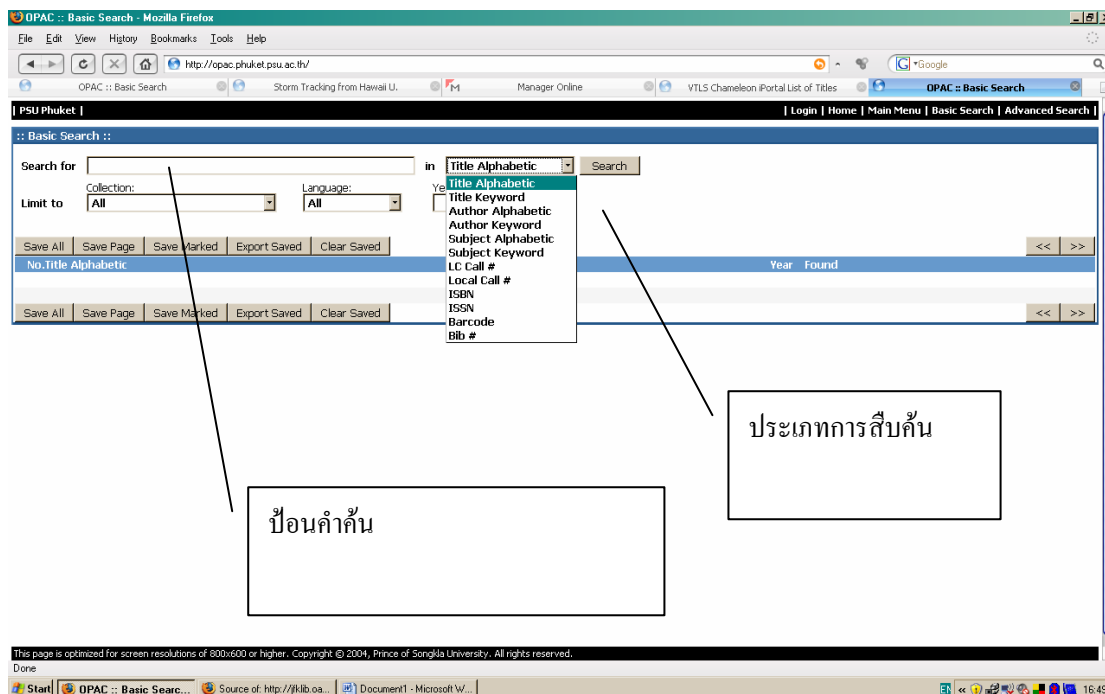 OPAC :: Basic Search - Mozilla Firefox
File Edit View History Bookmarks Tools Help
http://opac.phuket.psu.ac.th/
Google
OPAC :: Basic Search
Storm Tracking from Hawaii U.
Manager Online
VTLS Chameleon iPortal List of Titles
OPAC :: Basic Search
| PSU Phuket |
| Login | Home | Main Menu | Basic Search | Advanced Search |
:: Basic Search ::
Search for in Title Alphabetic Search
Collection: Language:
Limit to All All
Title Alphabetic
Title Keyword
Author Alphabetic
Author Keyword
Subject Alphabetic
Subject Keyword
LC Call #
Local Call #
ISBN
ISSN
Barcode
Bib #
Save All Save Page Save Marked Export Saved Clear Saved << >>
No.Title Alphabetic Year Found
Save All Save Page Save Marked Export Saved Clear Saved << >>
ประเภทการสืบค้น
ป้อนคำค้น
This page is optimized for screen resolutions of 800x600 or higher. Copyright © 2004, Prince of Songkla University. All rights reserved.
Done
Start OPAC :: Basic Searc... Source of: http://jfklib.oa... Document1 - Microsoft W... EN « 16:49